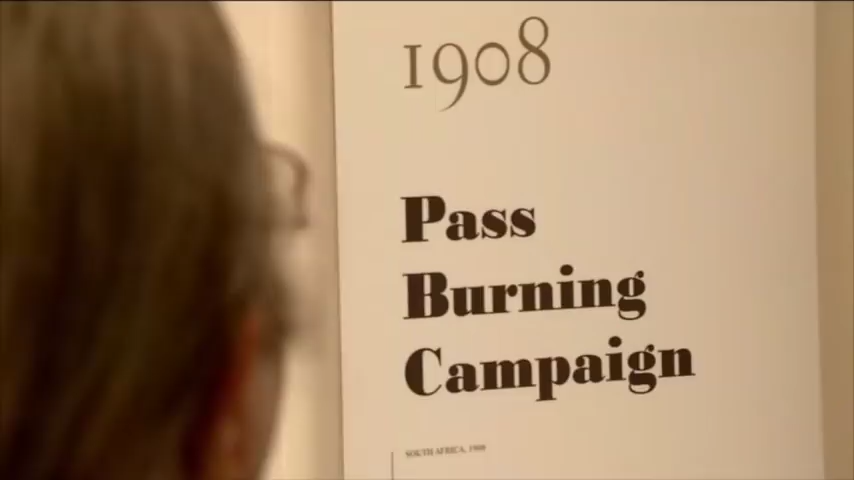 1908
Pass
Burning
Campaign
SOUTH AFRICA, 1908